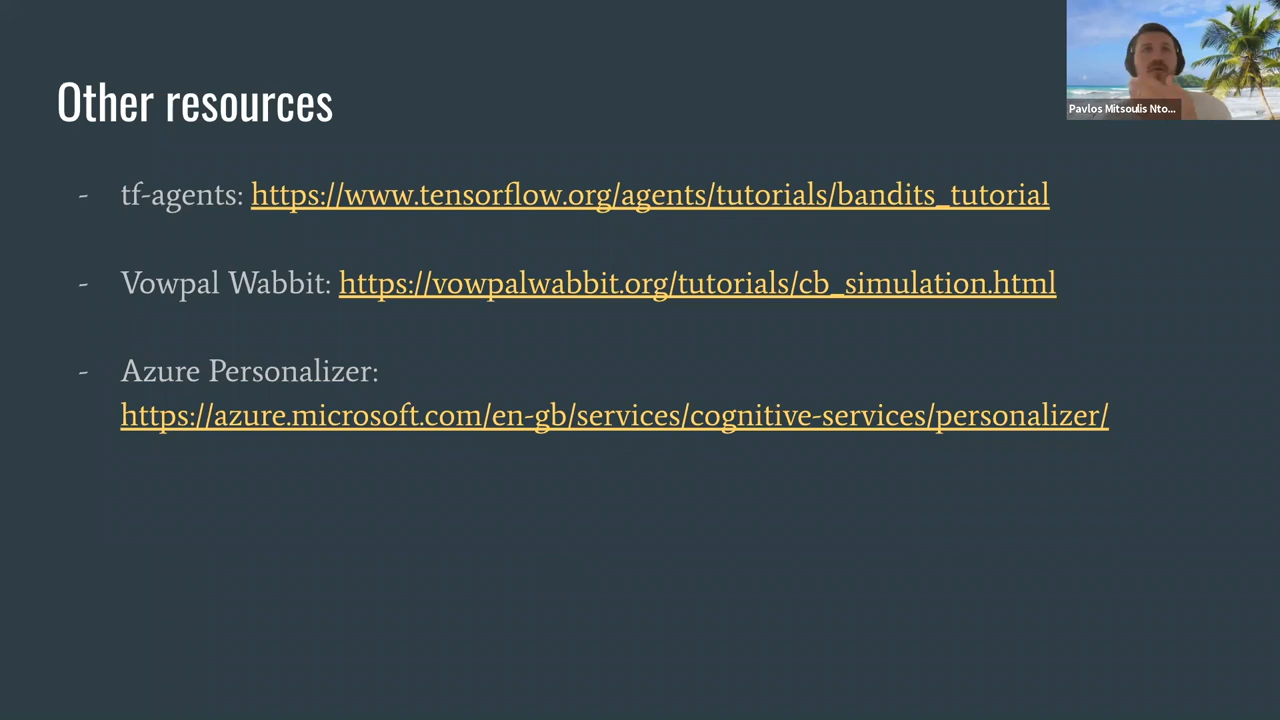 Pavlos Mitsoulis Nto...
Other resources
- tf-agents: https://www.tensorflow.org/agents/tutorials/bandits_tutorial
- Vowpal Wabbit: https://vowpalwabbit.org/tutorials/cb_simulation.html
- Azure Personalizer:
https://azure.microsoft.com/en-gb/services/cognitive-services/personalizer/